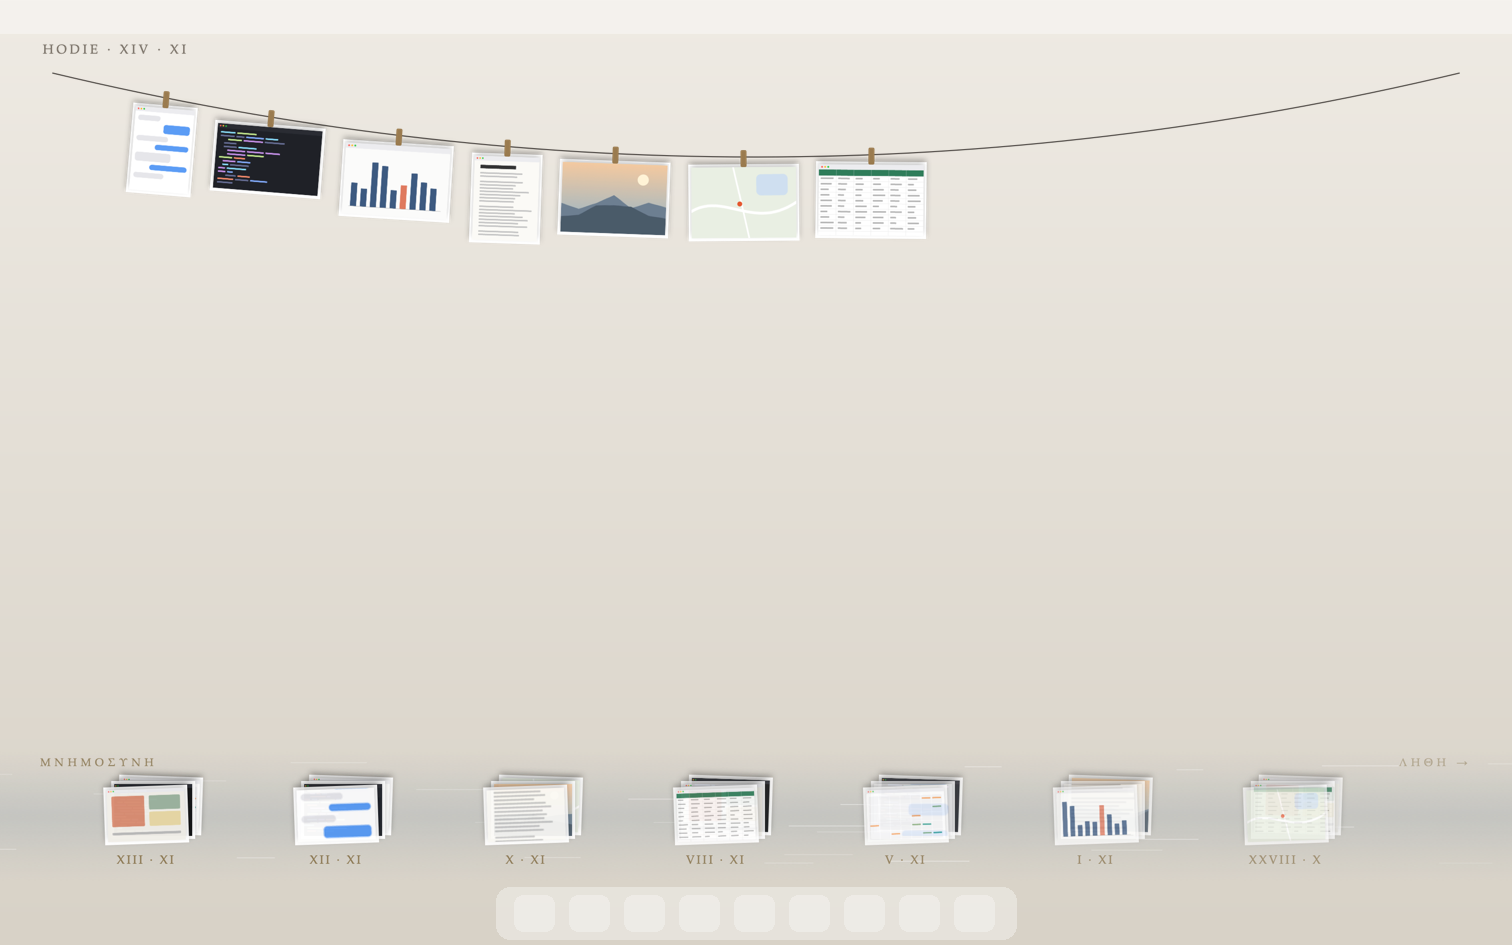 HODIE · XIV · XI
ΜΝΗΜΟΣΥΝΗ
ΛΗΘΗ →
XIII · XI
XII · XI
X · XI
VIII · XI
V · XI
I · XI
XXVIII · X